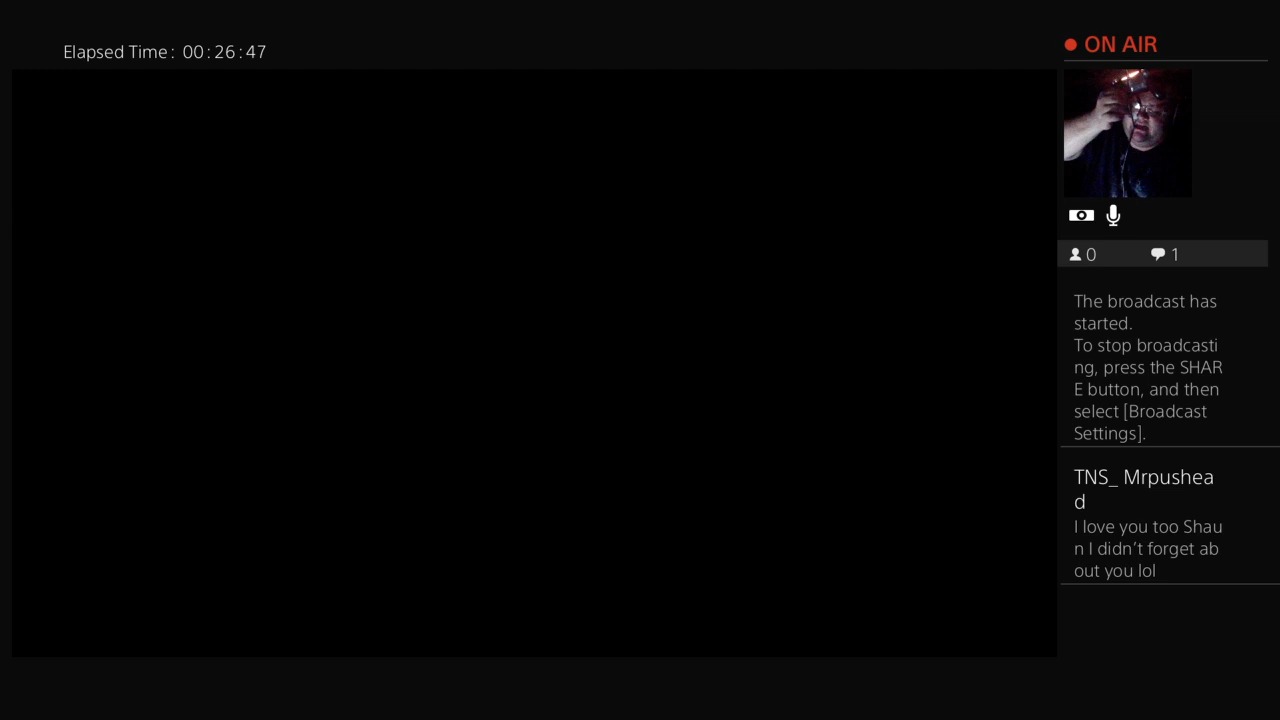 Elapsed Time: 00:26:47
ON AIR
0 1
The broadcast has
started.
To stop broadcasti
ng, press the SHAR
E button, and then
select [Broadcast
Settings].
TNS_ Mrpushea
d
I love you too Shau
n I didn't forget ab
out you lol